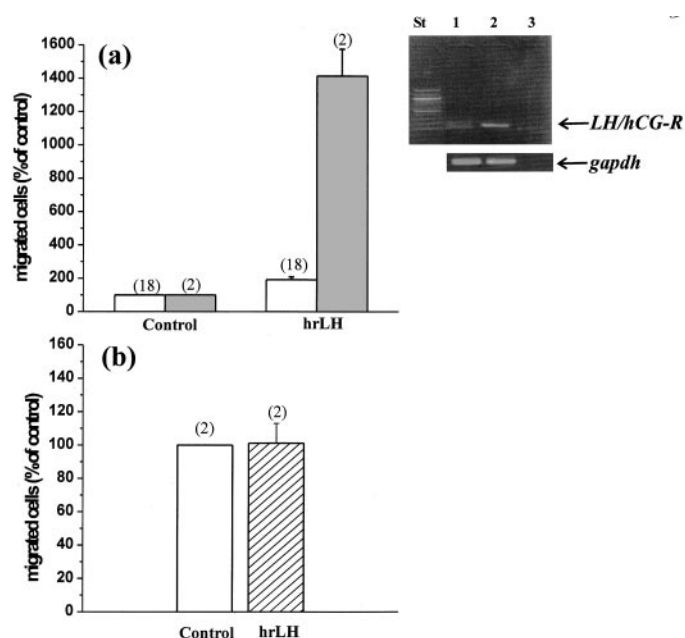 (a)
migrated cells (% of control)
1600
1400
1200
1000
800
600
400
200
0
(18)
(2)
(18)
(2)
Control
hrLH
St 1 2 3
LH/hCG-R
gapdh
(b)
migrated cells (% of control)
160
140
120
100
80
60
40
20
0
(2)
(2)
Control
hrLH